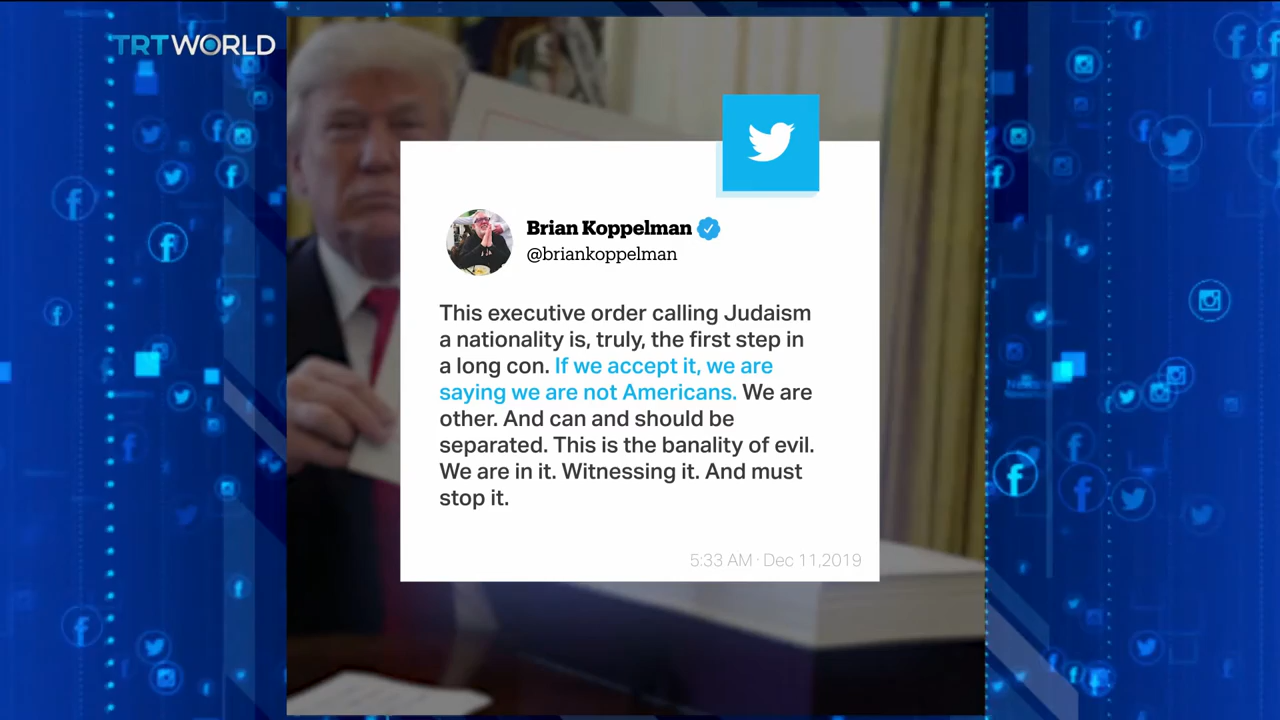 TRT WORLD
Brian Koppelman
@briankoppelman
This executive order calling Judaism
a nationality is, truly, the first step in
a long con. If we accept it, we are
saying we are not Americans. We are
other. And can and should be
separated. This is the banality of evil.
We are in it. Witnessing it. And must
stop it.
5:33 AM · Dec 11,2019